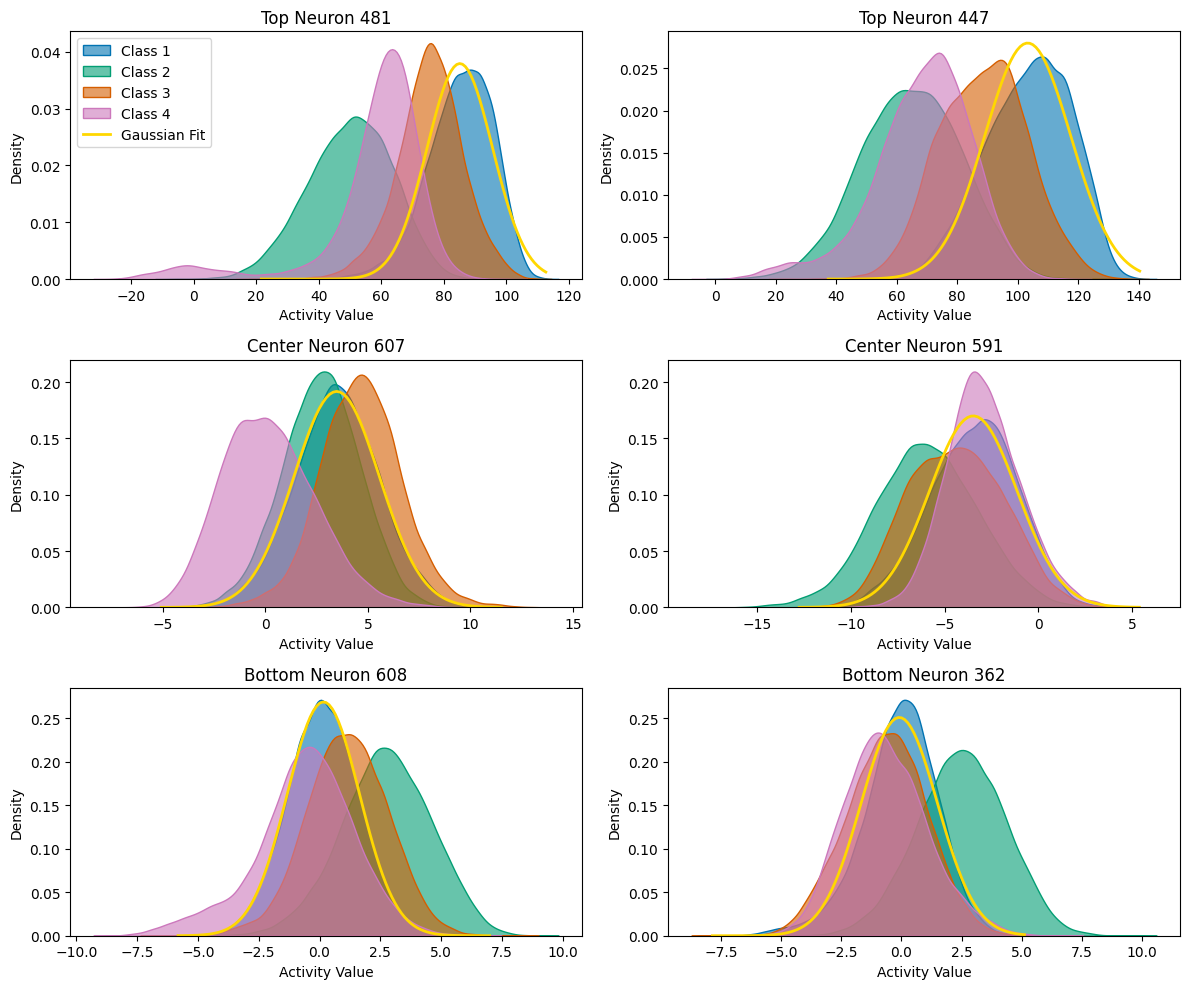 Top Neuron 481
Class 1
Class 2
Class 3
Class 4
Gaussian Fit
Density
0.04
0.03
0.02
0.01
0.00
−20 0 20 40 60 80 100 120
Activity Value
Top Neuron 447
Density
0.025
0.020
0.015
0.010
0.005
0.000
0 20 40 60 80 100 120 140
Activity Value
Center Neuron 607
Density
0.20
0.15
0.10
0.05
0.00
−5 0 5 10 15
Activity Value
Center Neuron 591
Density
0.20
0.15
0.10
0.05
0.00
−15 −10 −5 0 5
Activity Value
Bottom Neuron 608
Density
0.25
0.20
0.15
0.10
0.05
0.00
−10.0 −7.5 −5.0 −2.5 0.0 2.5 5.0 7.5 10.0
Activity Value
Bottom Neuron 362
Density
0.25
0.20
0.15
0.10
0.05
0.00
−7.5 −5.0 −2.5 0.0 2.5 5.0 7.5 10.0
Activity Value